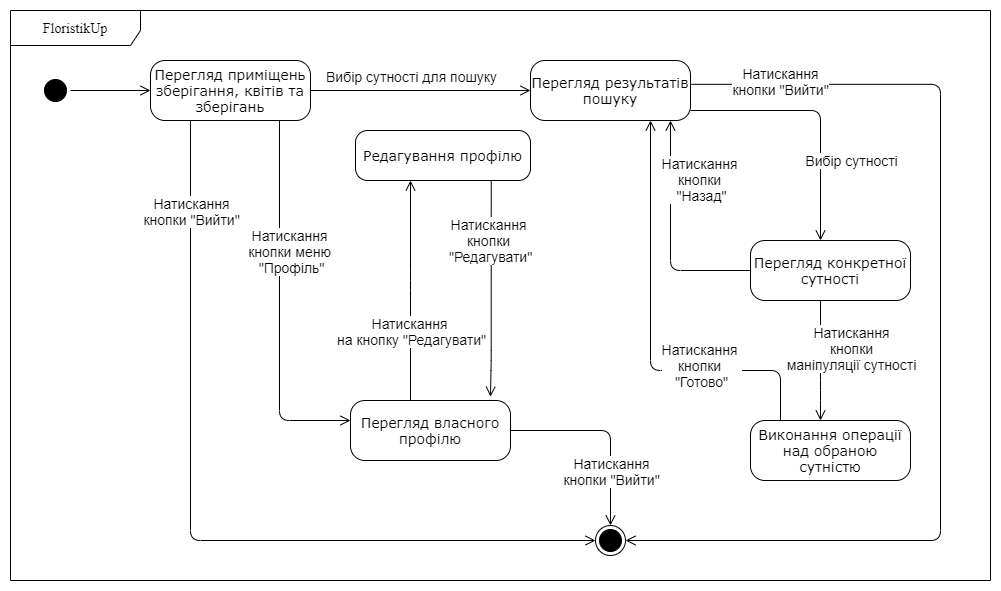 FloristikUp
Перегляд приміщень
зберігання, квітів та
зберігань
Вибір сутності для пошуку
Перегляд результатів
пошуку
Натискання
кнопки "Вийти"
Редагування профілю
Натискання
кнопки
"Назад"
Вибір сутності
Натискання
кнопки "Вийти"
Натискання
кнопки меню
"Профіль"
Натискання
кнопки
"Редагувати"
Перегляд конкретної
сутності
Натискання
на кнопку "Редагувати"
Натискання
кнопки
"Готово"
Натискання
кнопки
маніпуляції сутності
Перегляд власного
профілю
Виконання операції
над обраною
сутністю
Натискання
кнопки "Вийти"